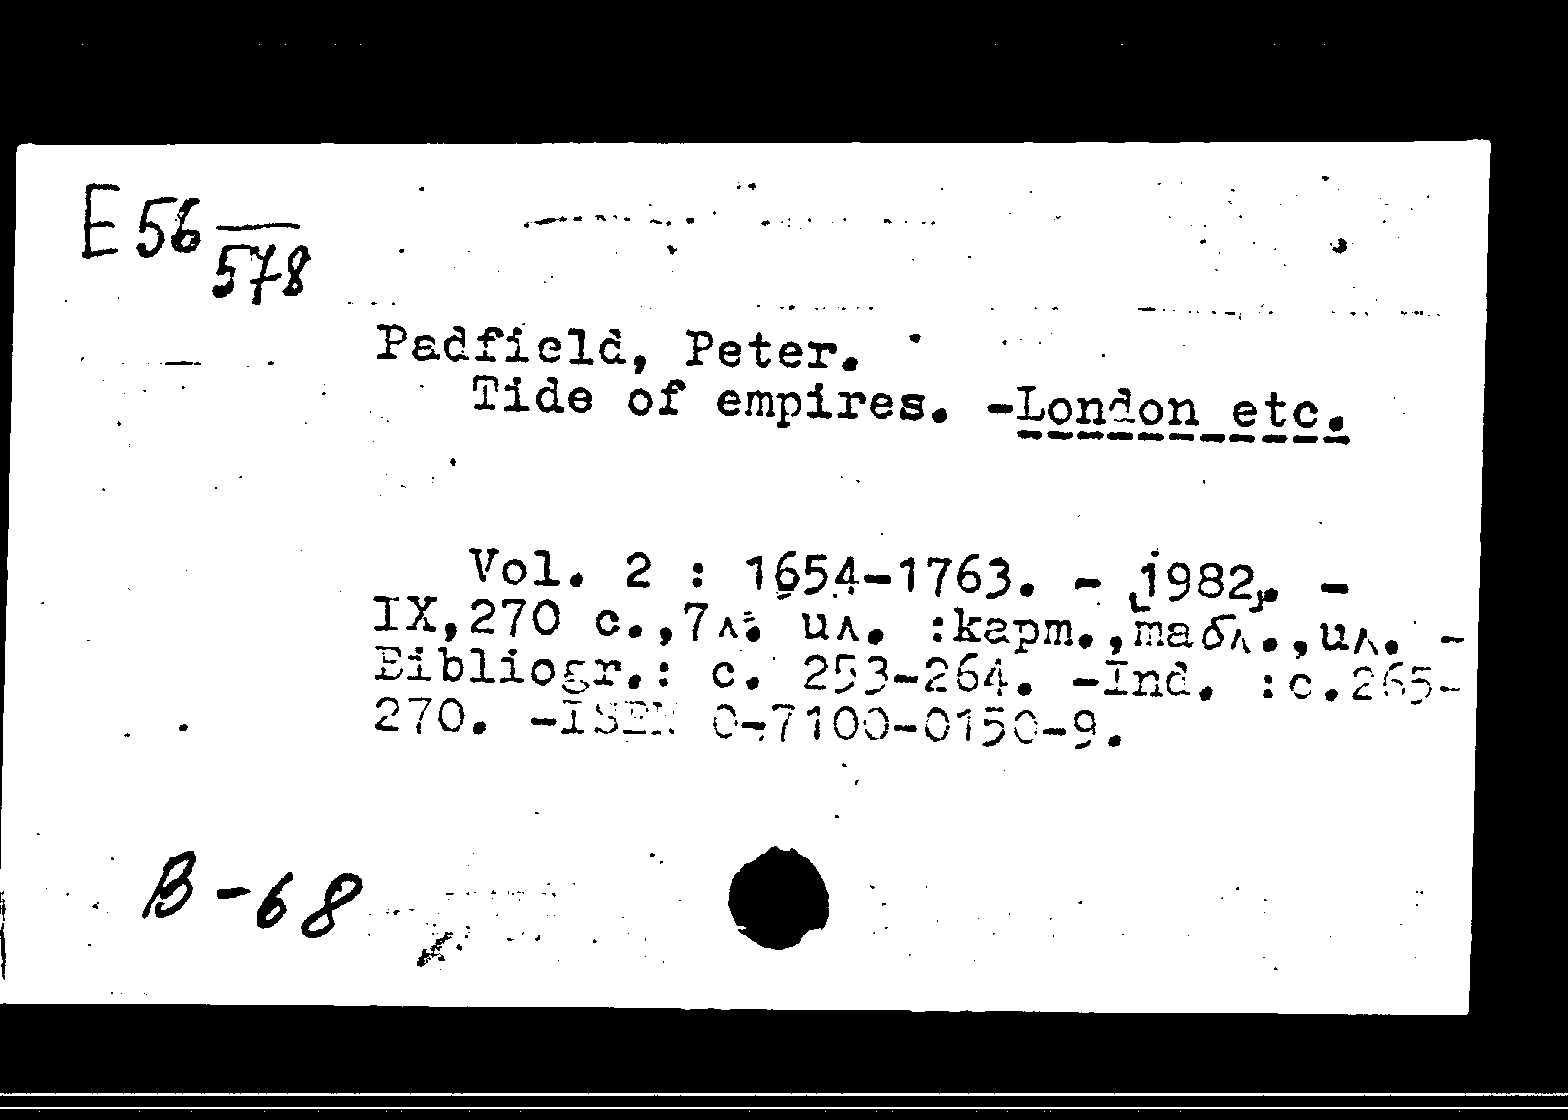 E 56
578
Padfield, Peter.
Tide of empires. -London etc.
Vol. 2 : 1654-1763. - [1982]. -
IX,270 с.,7л. ил. :карт.,табл.,ил. -
Bibliogr.: с. 253-264. -Ind. :с.265-
270. -ISBN 0-7100-0150-9.
B-68